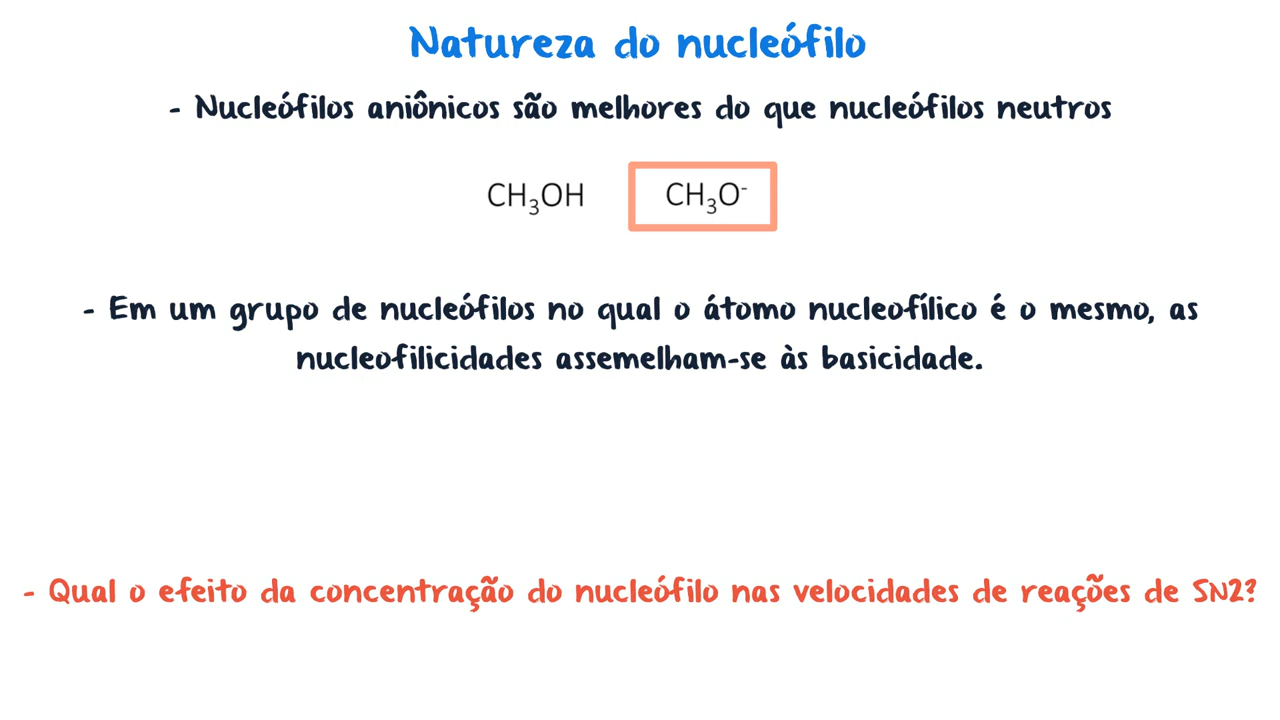 Natureza do nucleófilo
- Nucleófilos aniônicos são melhores do que nucleófilos neutros
CH₃OH CH₃O⁻
- Em um grupo de nucleófilos no qual o átomo nucleofílico é o mesmo, as
nucleofilicidades assemelham-se às basicidade.
- Qual o efeito da concentração do nucleófilo nas velocidades de reações de SN2?